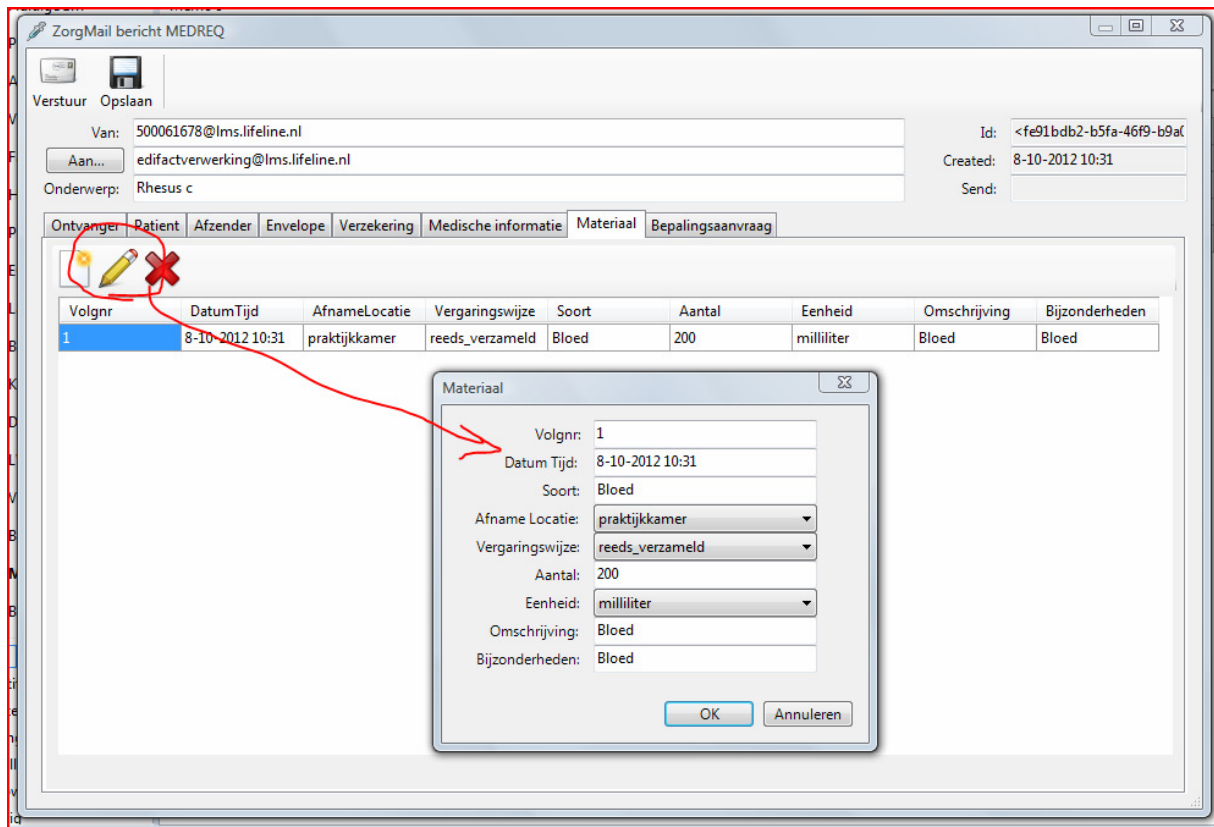 ZorgMail bericht MEDREQ
Verstuur Opslaan
Van: 500061678@lms.lifeline.nl Id: <fe91bdb2-b5fa-46f9-b9a(
Aan... edifactverwerking@lms.lifeline.nl Created: 8-10-2012 10:31
Onderwerp: Rhesus c Send:
Ontvanger Patient Afzender Envelope Verzekering Medische informatie Materiaal Bepalingsaanvraag
Volgnr DatumTijd AfnameLocatie Vergaringswijze Soort Aantal Eenheid Omschrijving Bijzonderheden
1 8-10-2012 10:31 praktijkkamer reeds_verzameld Bloed 200 milliliter Bloed Bloed
Materiaal
Volgnr: 1
Datum Tijd: 8-10-2012 10:31
Soort: Bloed
Afname Locatie: praktijkkamer
Vergaringswijze: reeds_verzameld
Aantal: 200
Eenheid: milliliter
Omschrijving: Bloed
Bijzonderheden: Bloed
OK Annuleren